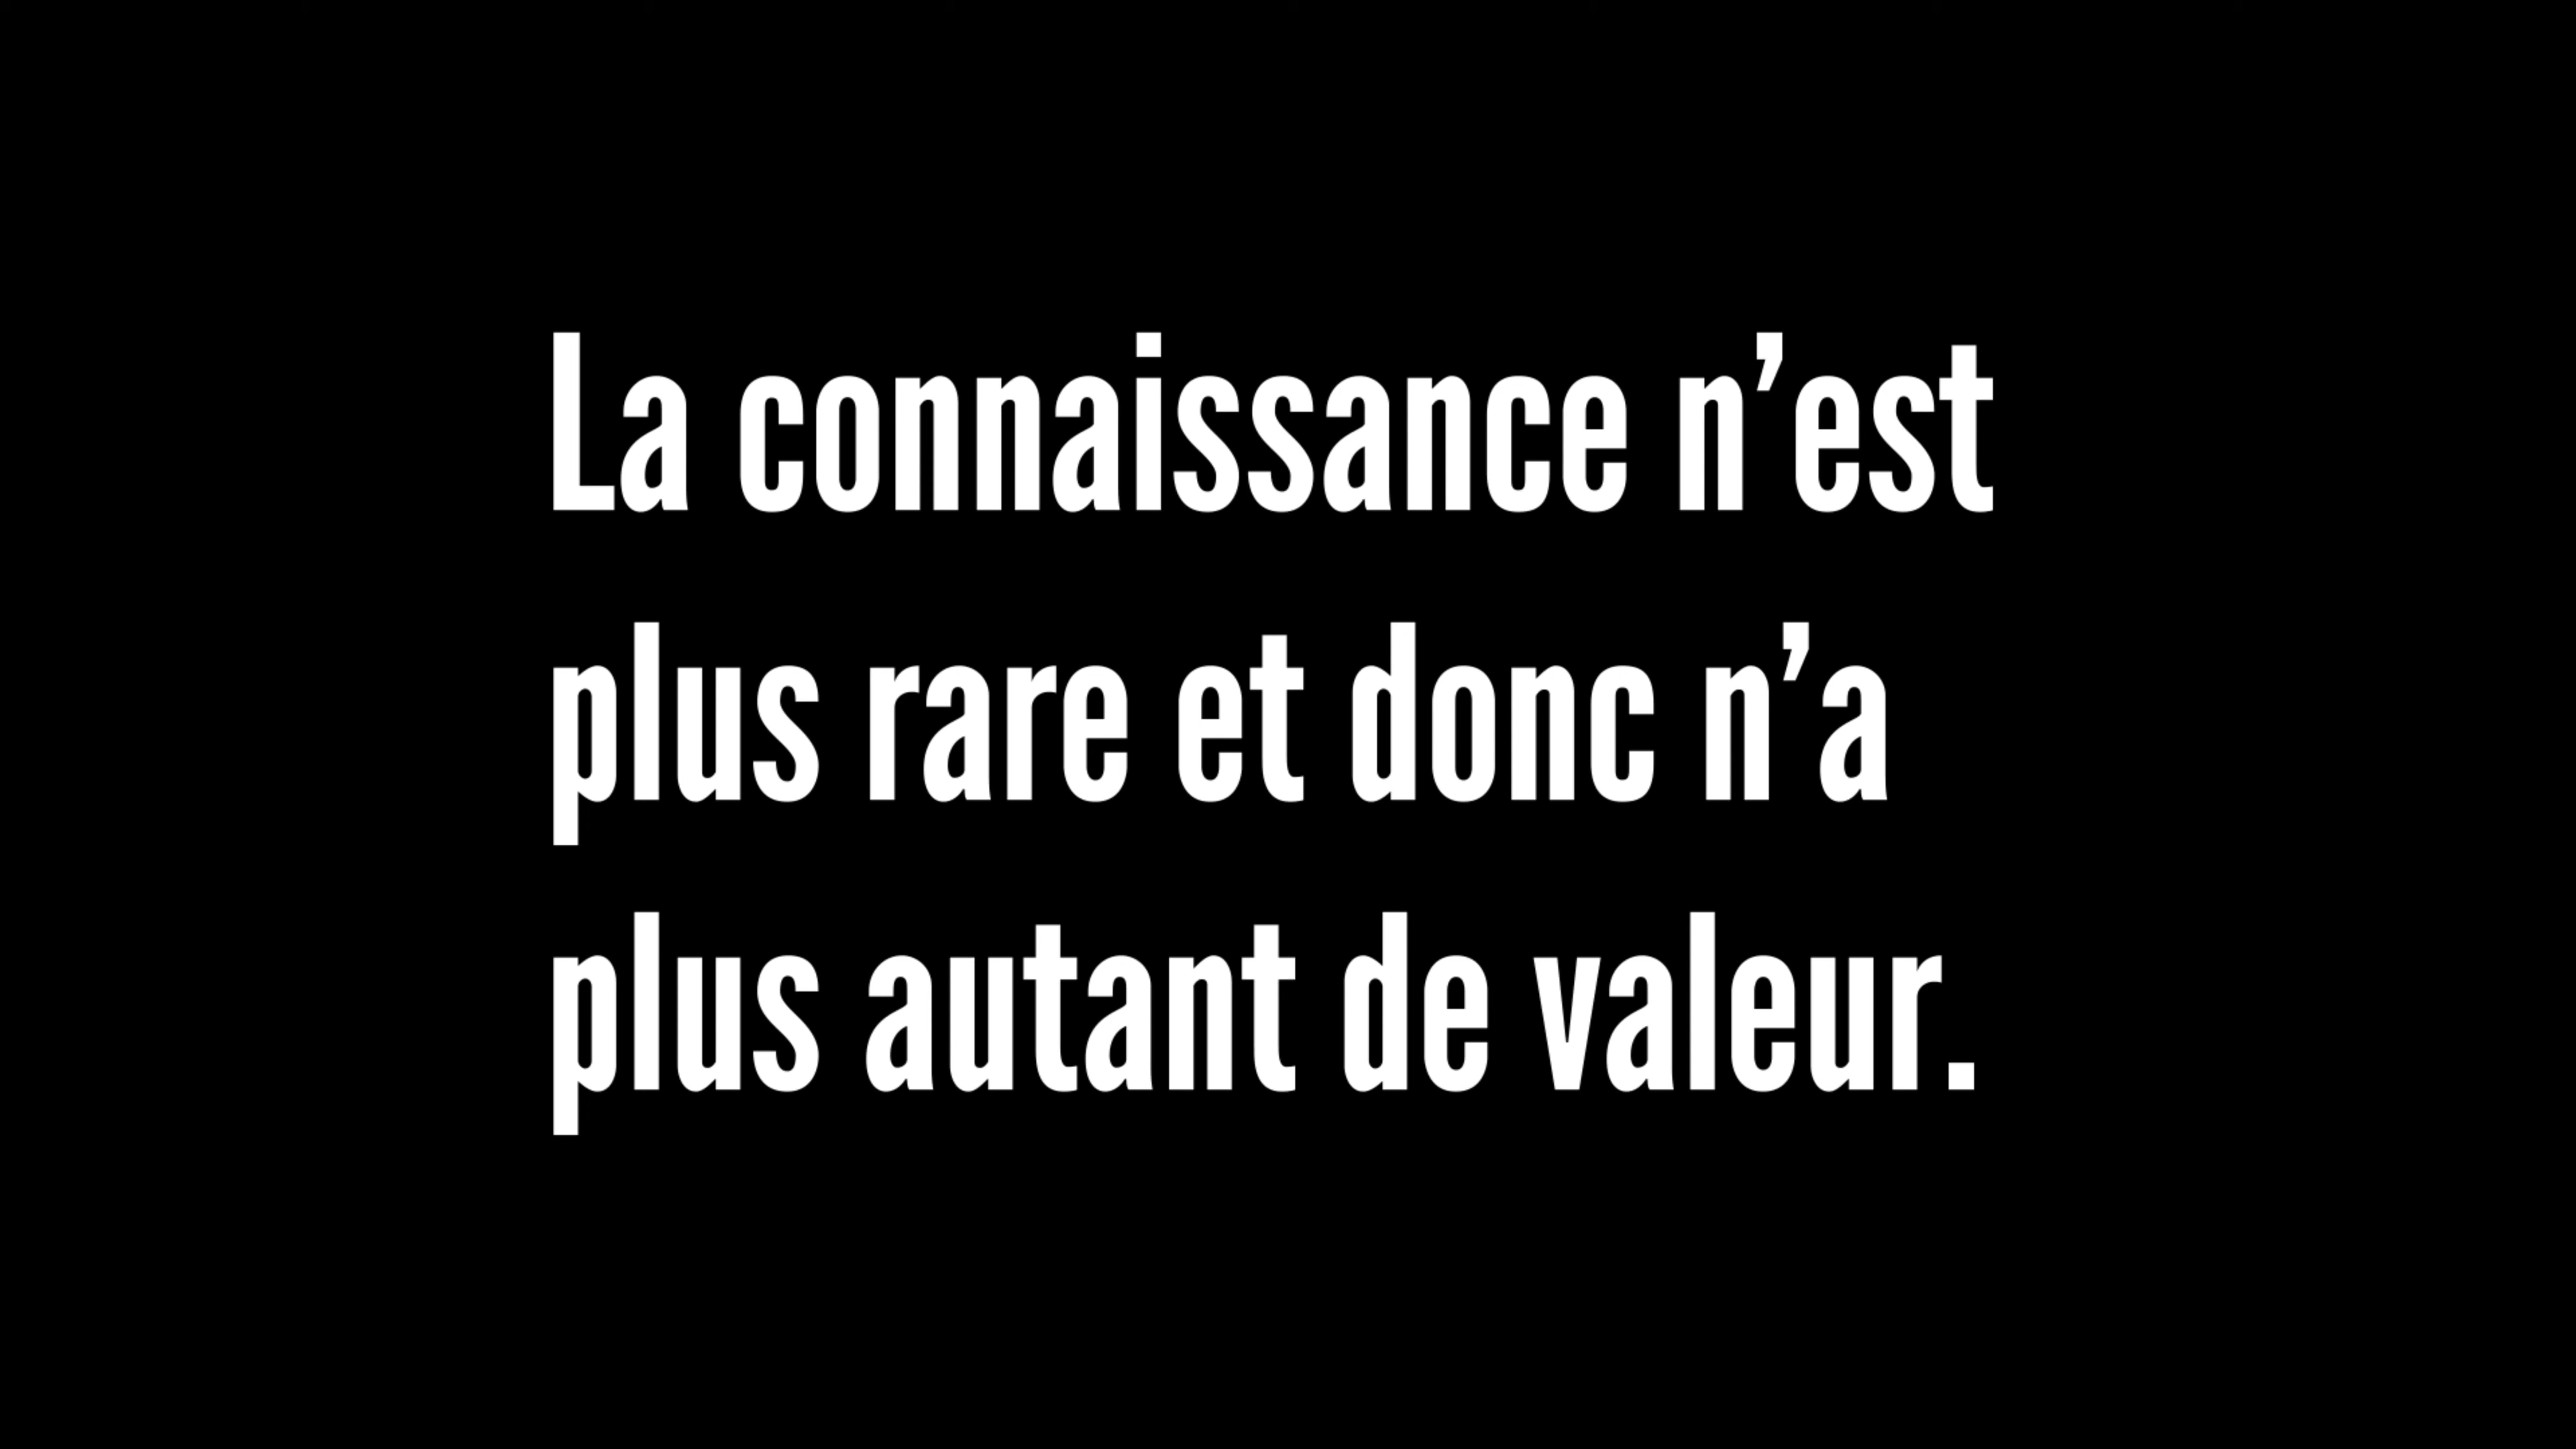 La connaissance n’est
plus rare et donc n’a
plus autant de valeur.